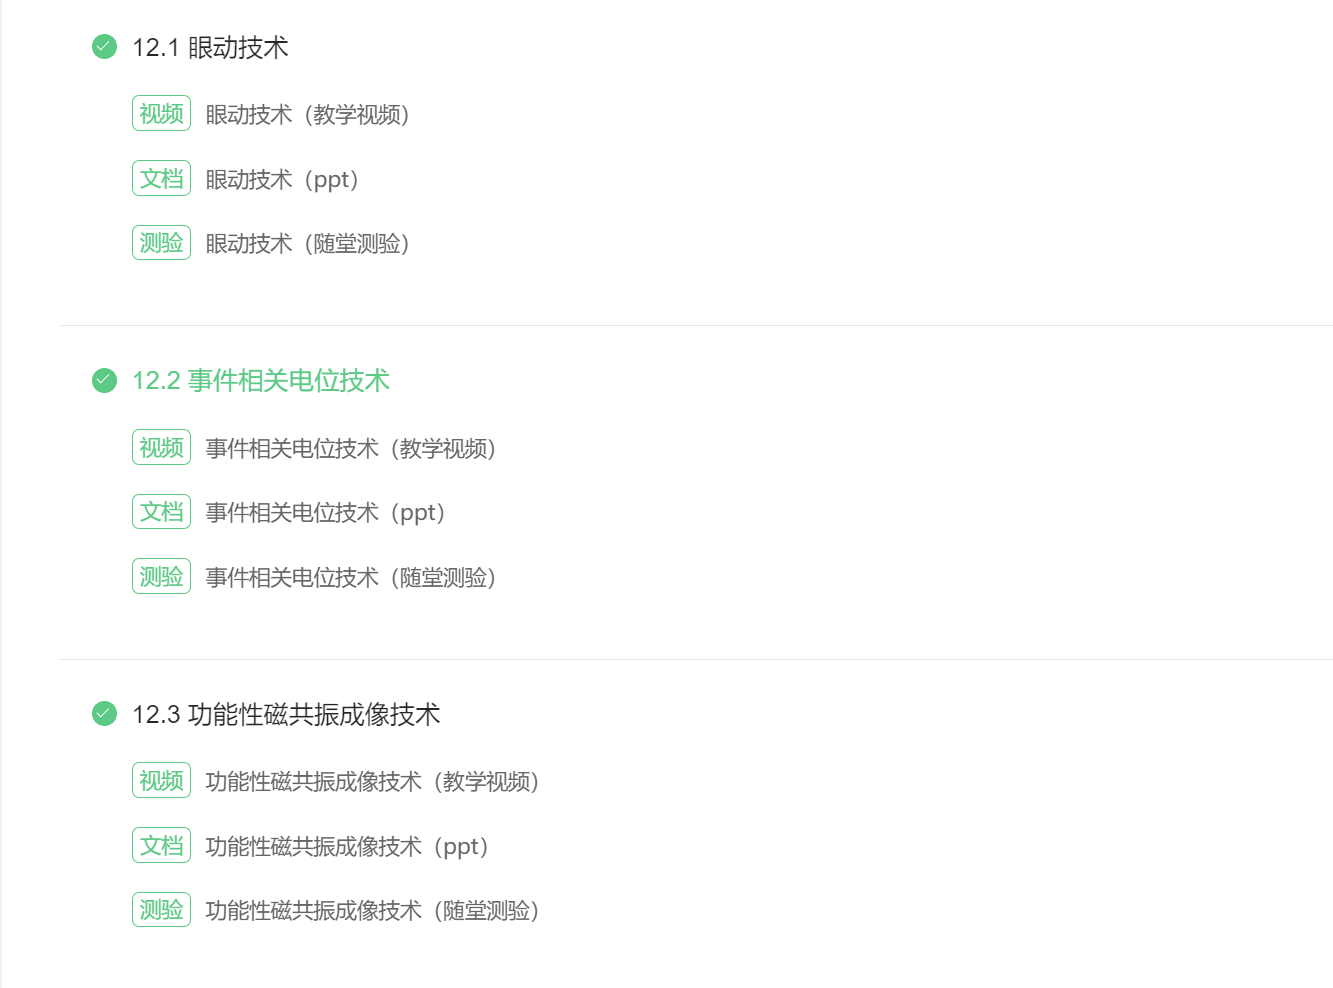 12.1 眼动技术
视频 眼动技术（教学视频）
文档 眼动技术（ppt）
测验 眼动技术（随堂测验）
12.2 事件相关电位技术
视频 事件相关电位技术（教学视频）
文档 事件相关电位技术（ppt）
测验 事件相关电位技术（随堂测验）
12.3 功能性磁共振成像技术
视频 功能性磁共振成像技术（教学视频）
文档 功能性磁共振成像技术（ppt）
测验 功能性磁共振成像技术（随堂测验）